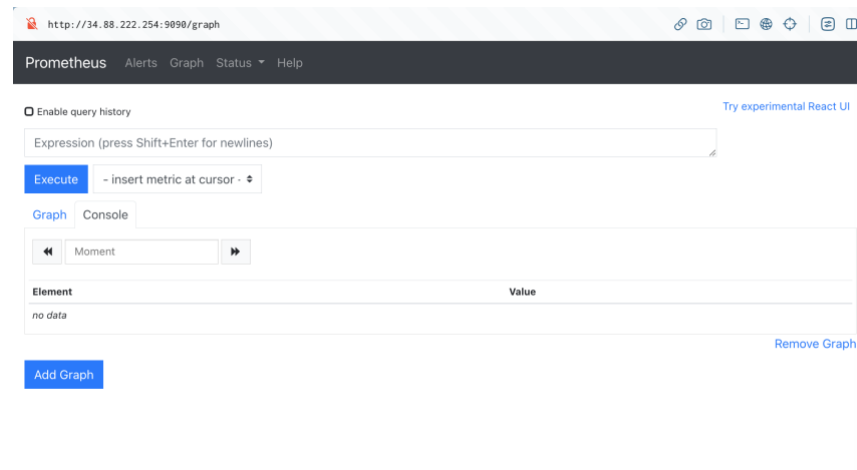 http://34.88.222.254:9090/graph
Prometheus Alerts Graph Status Help
Enable query history
Try experimental React UI
Expression (press Shift+Enter for newlines)
Execute - insert metric at cursor -
Graph Console
Moment
Element Value
no data
Remove Graph
Add Graph